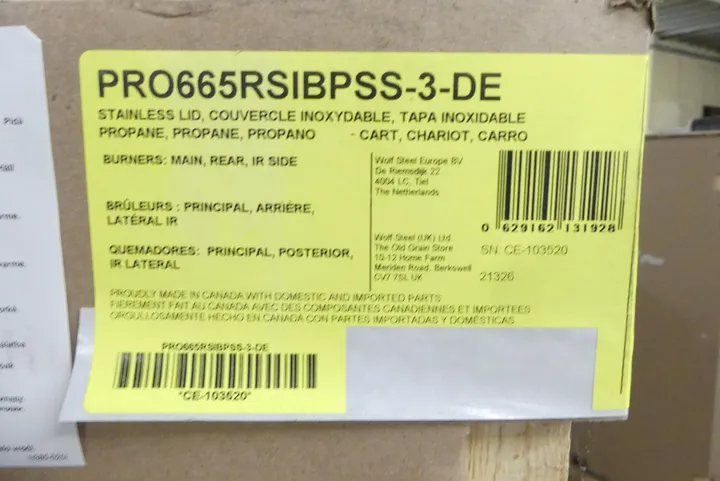 PRO665RSIBPSS-3-DE
STAINLESS LID, COUVERCLE INOXYDABLE, TAPA INOXIDABLE
PROPANE, PROPANE, PROPANO - CART, CHARIOT, CARRO
BURNERS: MAIN, REAR, IR SIDE
BRÛLEURS : PRINCIPAL, ARRIÈRE,
LATÉRAL IR
QUEMADORES: PRINCIPAL, POSTERIOR,
IR LATERAL
Wolf Steel Europe BV
De Riemsdijk 22
4004 LC, Tiel
The Netherlands
Wolf Steel (UK) Ltd.
The Old Grain Store
10-12 Home Farm
Meriden Road, Berkswell
CV7 7SL UK
0 629162 131928
SN. CE-103520
21326
PROUDLY MADE IN CANADA WITH DOMESTIC AND IMPORTED PARTS
FIEREMENT FAIT AU CANADA AVEC DES COMPOSANTES CANADIENNES ET IMPORTEES
ORGULLOSAMENTE HECHO EN CANADA CON PARTES IMPORTADAS Y DOMÉSTICAS
PRO665RSIBPSS-3-DE
*CE-103520*